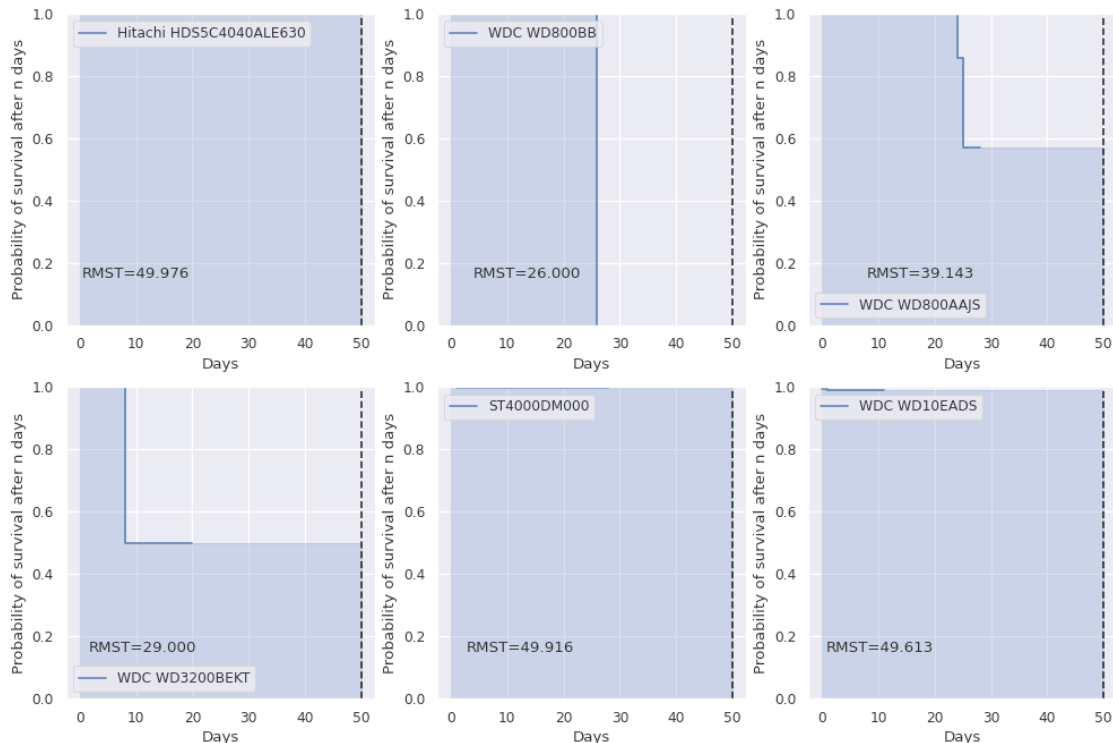 Probability of survival after n days
1.0
0.8
0.6
0.4
0.2
0.0
Hitachi HDS5C4040ALE630
RMST=49.976
0 10 20 30 40 50
Days
Probability of survival after n days
1.0
0.8
0.6
0.4
0.2
0.0
WDC WD800BB
RMST=26.000
0 10 20 30 40 50
Days
Probability of survival after n days
1.0
0.8
0.6
0.4
0.2
0.0
RMST=39.143
WDC WD800AAJS
0 10 20 30 40 50
Days
Probability of survival after n days
1.0
0.8
0.6
0.4
0.2
0.0
RMST=29.000
WDC WD3200BEKT
0 10 20 30 40 50
Days
Probability of survival after n days
1.0
0.8
0.6
0.4
0.2
0.0
ST4000DM000
RMST=49.916
0 10 20 30 40 50
Days
Probability of survival after n days
1.0
0.8
0.6
0.4
0.2
0.0
WDC WD10EADS
RMST=49.613
0 10 20 30 40 50
Days